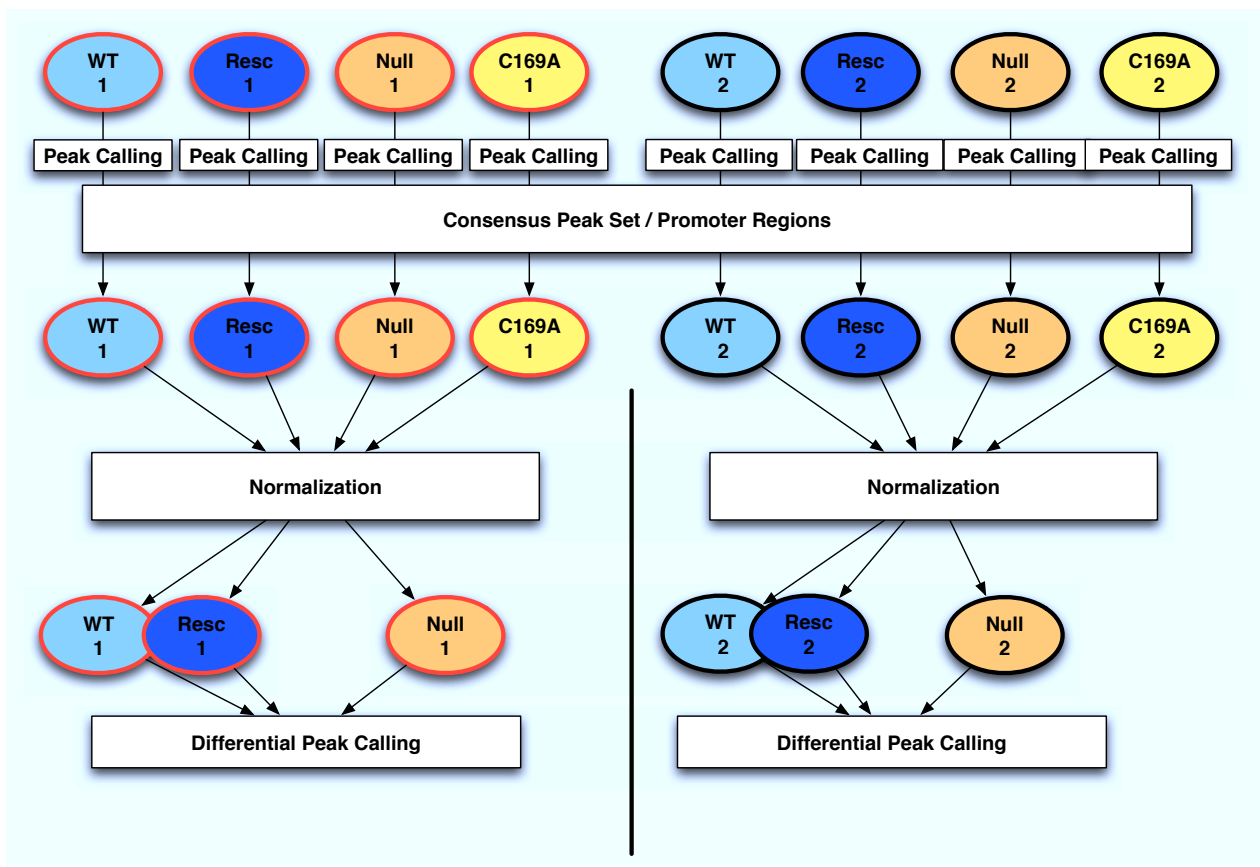 WT Resc Null C169A WT Resc Null C169A
1 1 1 1 2 2 2 2
Peak Calling Peak Calling Peak Calling Peak Calling Peak Calling Peak Calling Peak Calling Peak Calling
Consensus Peak Set / Promoter Regions
WT Resc Null C169A WT Resc Null C169A
1 1 1 1 2 2 2 2
Normalization Normalization
WT Resc Null WT Resc Null
1 1 1 2 2 2
Differential Peak Calling Differential Peak Calling